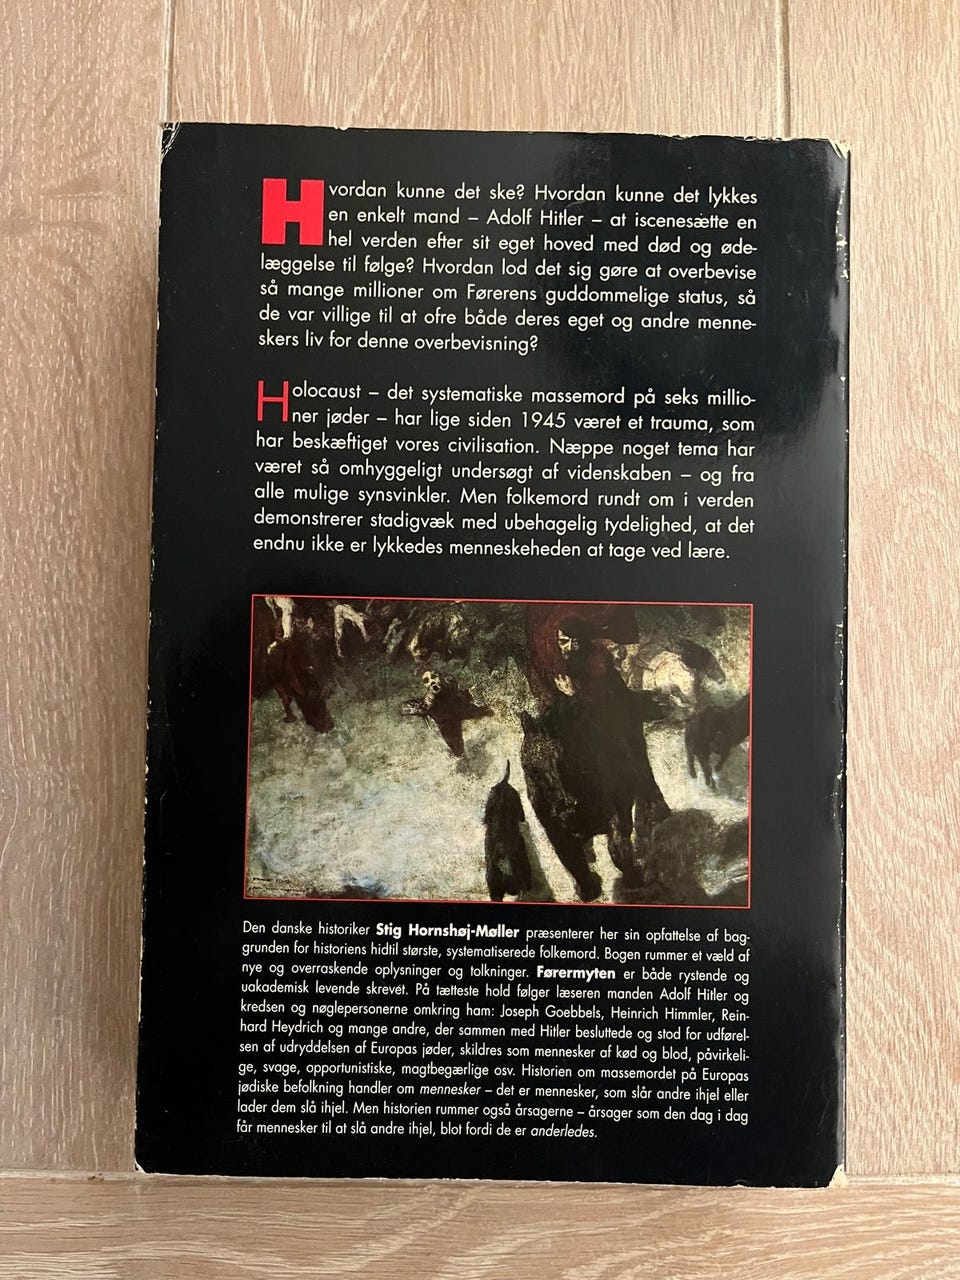 Hvordan kunne det ske? Hvordan kunne det lykkes
en enkelt mand – Adolf Hitler – at iscenesætte en
hel verden efter sit eget hoved med død og øde-
læggelse til følge? Hvordan lod det sig gøre at overbevise
så mange millioner om Førerens guddommelige status, så
de var villige til at ofre både deres eget og andre menne-
skers liv for denne overbevisning?
Holocaust – det systematiske massemord på seks millio-
ner jøder – har lige siden 1945 været et trauma, som
har beskæftiget vores civilisation. Næppe noget tema har
været så omhyggeligt undersøgt af videnskaben – og fra
alle mulige synsvinkler. Men folkemord rundt om i verden
demonstrerer stadigvæk med ubehagelig tydelighed, at det
endnu ikke er lykkedes menneskeheden at tage ved lære.
Den danske historiker Stig Hornshøj-Møller præsenterer her sin opfattelse af bag-
grunden for historiens hidtil største, systematiserede folkemord. Bogen rummer et væld af
nye og overraskende oplysninger og tolkninger. Førermyten er både rystende og
uakademisk levende skrevet. På tætteste hold følger læseren manden Adolf Hitler og
kredsen og nøglepersonerne omkring ham: Joseph Goebbels, Heinrich Himmler, Rein-
hard Heydrich og mange andre, der sammen med Hitler besluttede og stod for udførel-
sen af udryddelsen af Europas jøder, skildres som mennesker af kød og blod, påvirkeli-
ge, svage, opportunistiske, magtbegærlige osv. Historien om massemordet på Europas
jødiske befolkning handler om mennesker – det er mennesker, som slår andre ihjel eller
lader dem slå ihjel. Men historien rummer også årsagerne – årsager som den dag i dag
får mennesker til at slå andre ihjel, blot fordi de er anderledes.